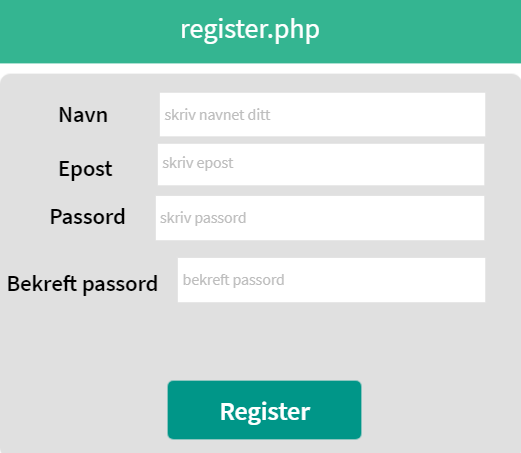 register.php
Navn
skriv navnet ditt
Epost
skriv epost
Passord
skriv passord
Bekreft passord
bekreft passord
Register